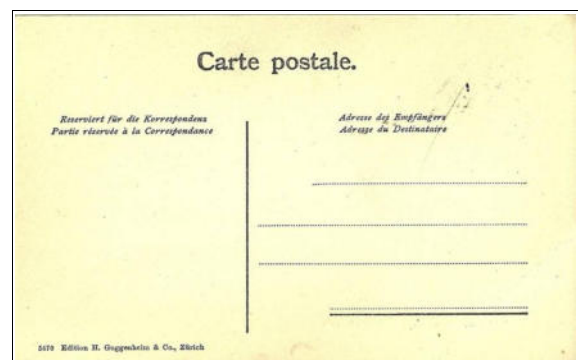 Carte postale.
Reserviert für die Korrespondenz
Partie réservée à la Correspondance
Adresse des Empfängers
Adresse du Destinataire
5470 Edition H. Guggenheim & Co., Zürich